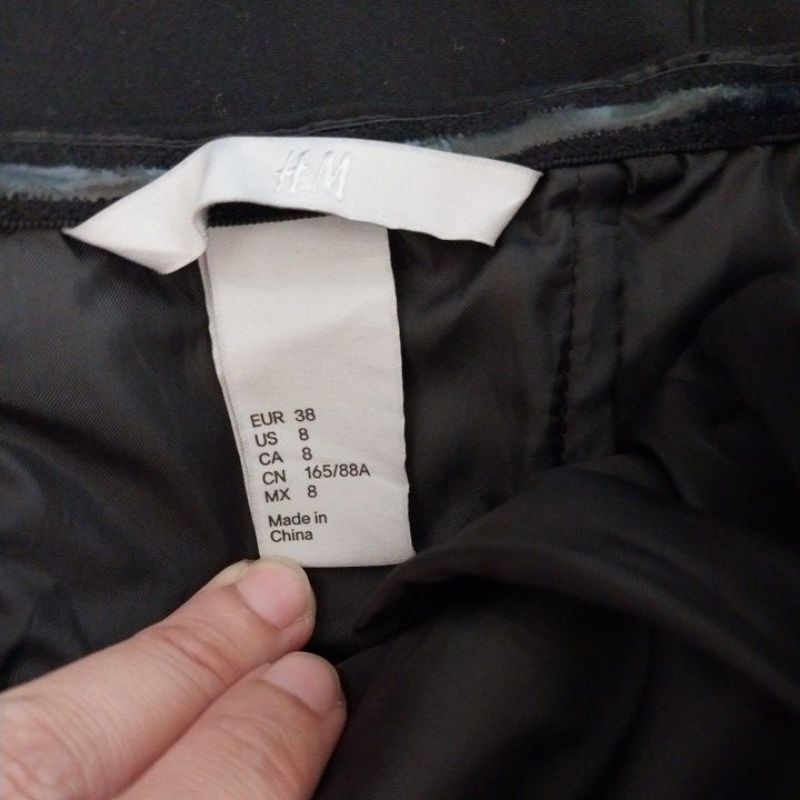 H&M
EUR 38
US 8
CA 8
CN 165/88A
MX 8
Made in
China